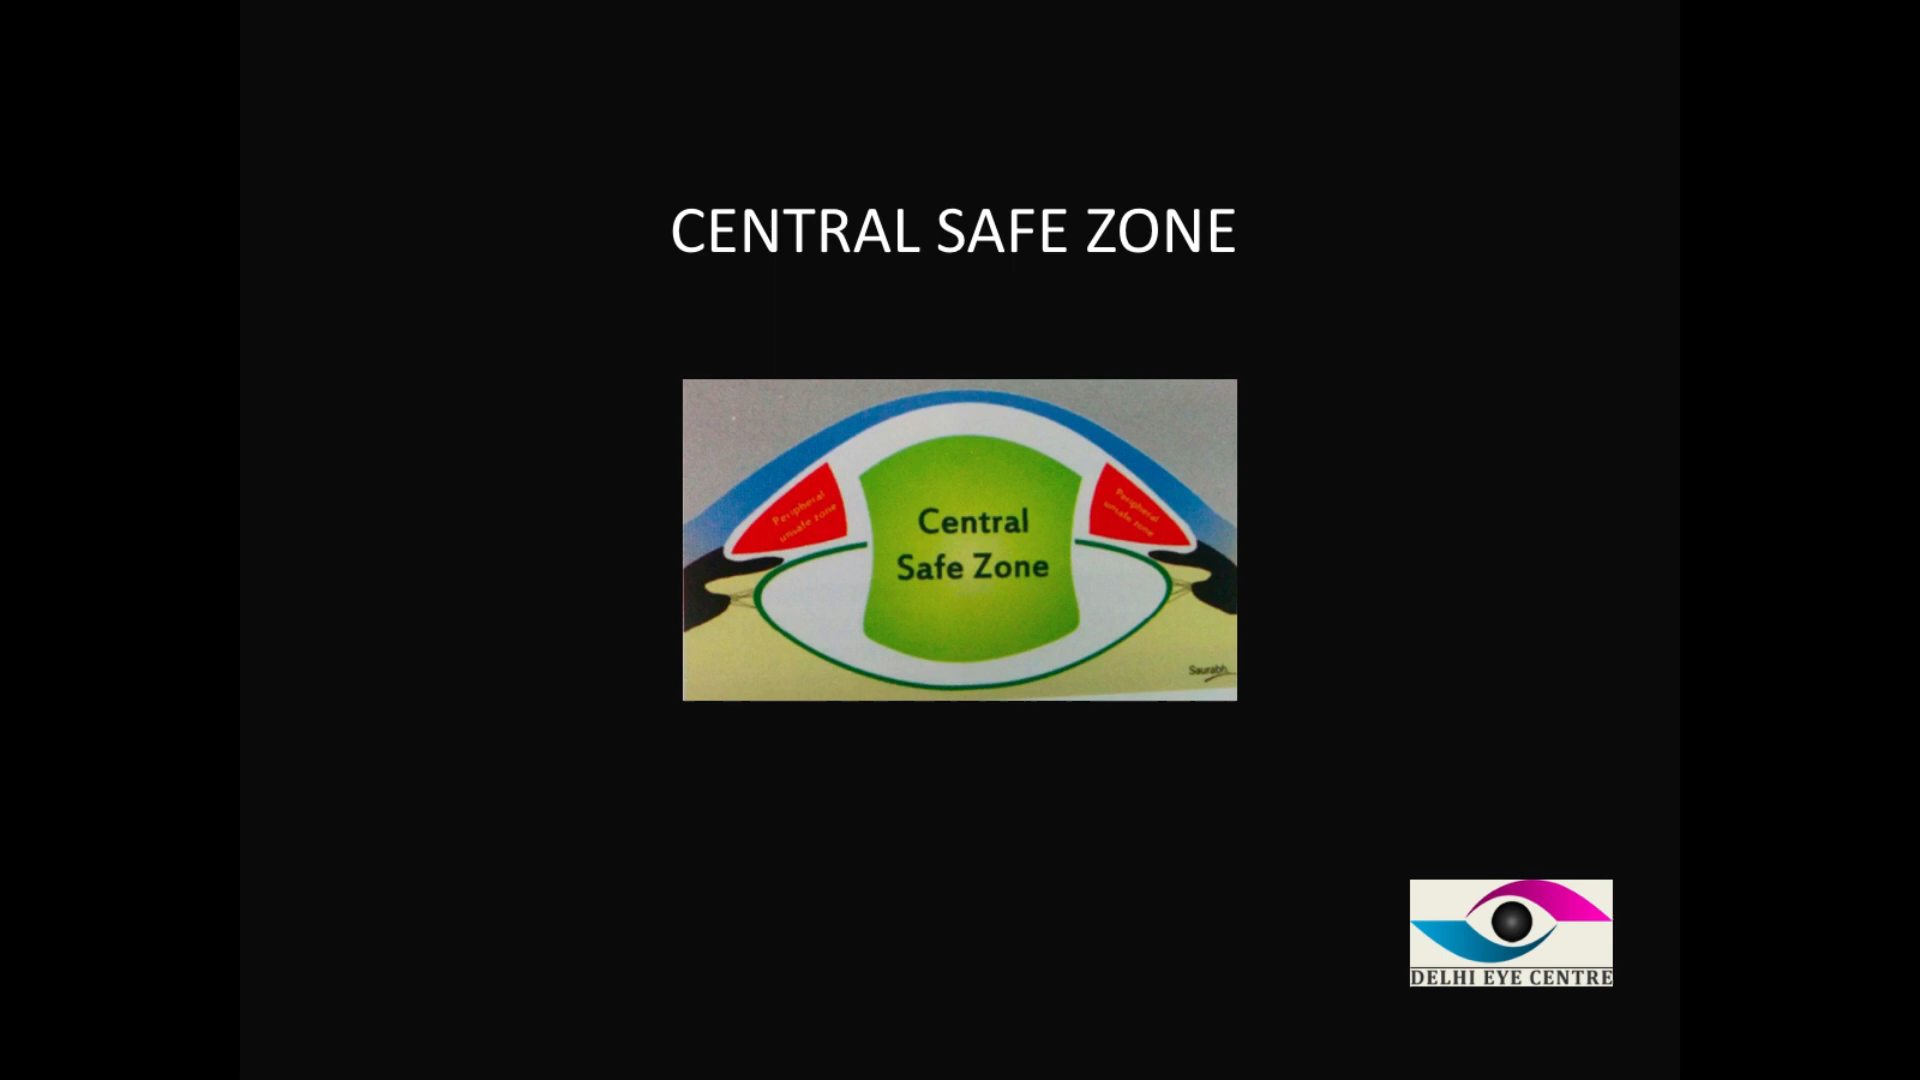 CENTRAL SAFE ZONE
Peripheral
unsafe zone
Central
Safe Zone
Peripheral
unsafe zone
Saurabh
DELHI EYE CENTRE